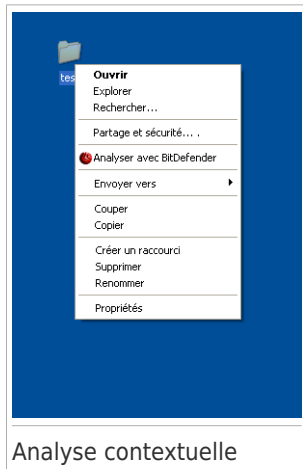 tes
Ouvrir
Explorer
Rechercher...
Partage et sécurité... .
Analyser avec BitDefender
Envoyer vers
Couper
Copier
Créer un raccourci
Supprimer
Renommer
Propriétés
Analyse contextuelle